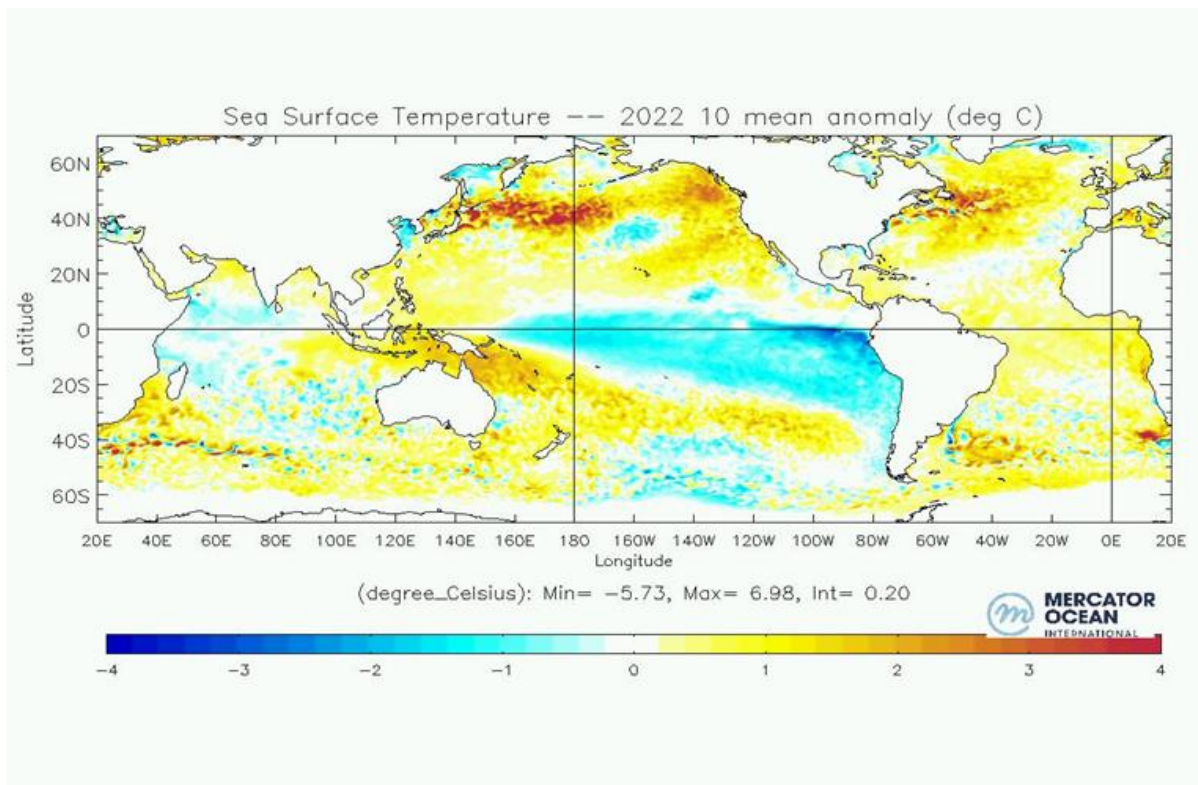 Sea Surface Temperature -- 2022 10 mean anomaly (deg C)
60N
40N
20N
0
20S
40S
60S
Latitude
20E 40E 60E 80E 100E 120E 140E 160E 180 160W 140W 120W 100W 80W 60W 40W 20W 0E 20E
Longitude
(degree_Celsius): Min= -5.73, Max= 6.98, Int= 0.20
MERCATOR
OCEAN
INTERNATIONAL
-4 -3 -2 -1 0 1 2 3 4